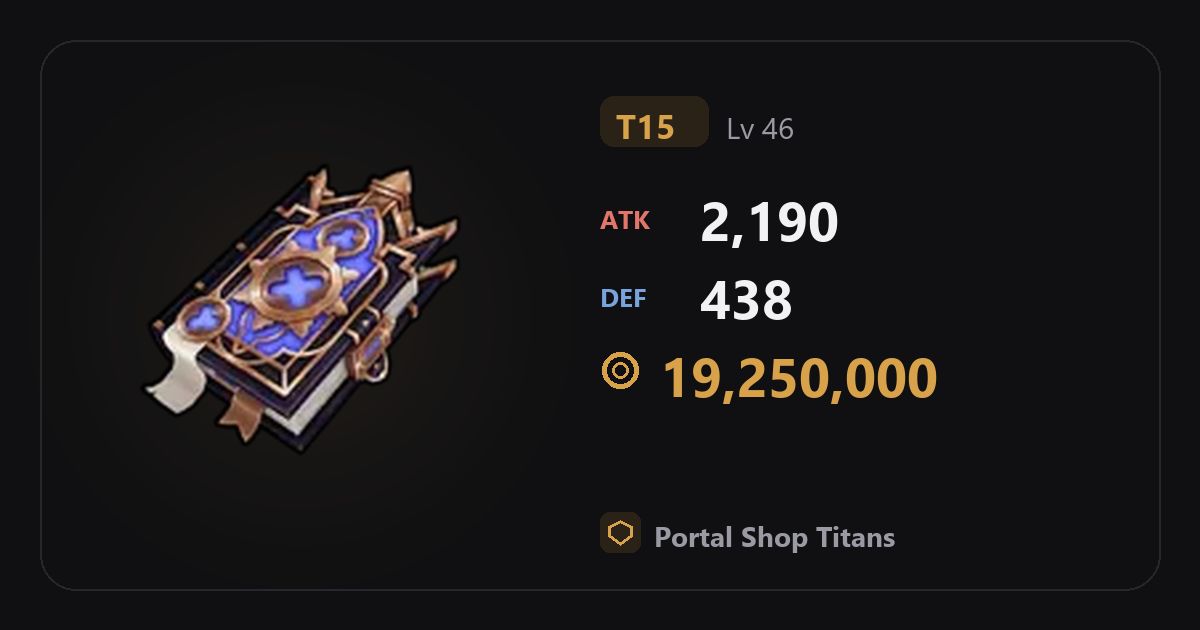 T15 Lv 46
ATK 2,190
DEF 438
19,250,000
Portal Shop Titans